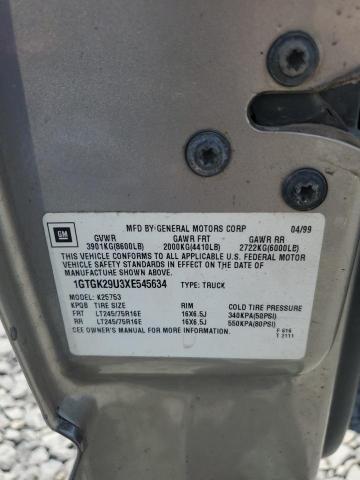 MFD BY GENERAL MOTORS CORP 04/99
GM
GVWR GAWR FRT GAWR RR
3901KG(8600LB) 2000KG(4410LB) 2722KG(6000LB)
THIS VEHICLE CONFORMS TO ALL APPLICABLE U.S. FEDERAL MOTOR
VEHICLE SAFETY STANDARDS IN EFFECT ON THE DATE OF
MANUFACTURE SHOWN ABOVE.
1GTGK29U3XE545634 TYPE: TRUCK
MODEL: K25753
KPQB TIRE SIZE RIM COLD TIRE PRESSURE
FRT LT245/75R16E 16X6.5J 340KPA(50PSI)
RR LT245/75R16E 16X6.5J 550KPA(80PSI)
SEE OWNER'S MANUAL FOR MORE INFORMATION
F 616
T 2111